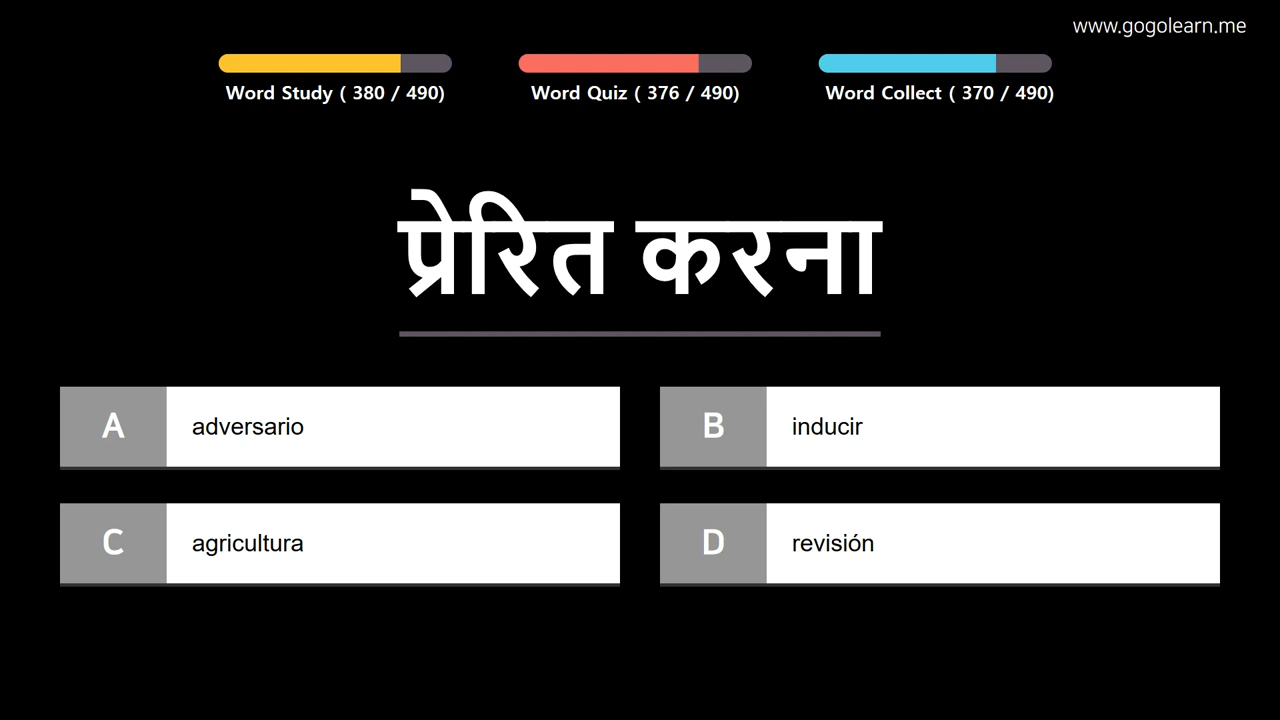 www.gogolearn.me
Word Study ( 380 / 490)
Word Quiz ( 376 / 490)
Word Collect ( 370 / 490)
प्रेरित करना
A adversario
B inducir
C agricultura
D revisión